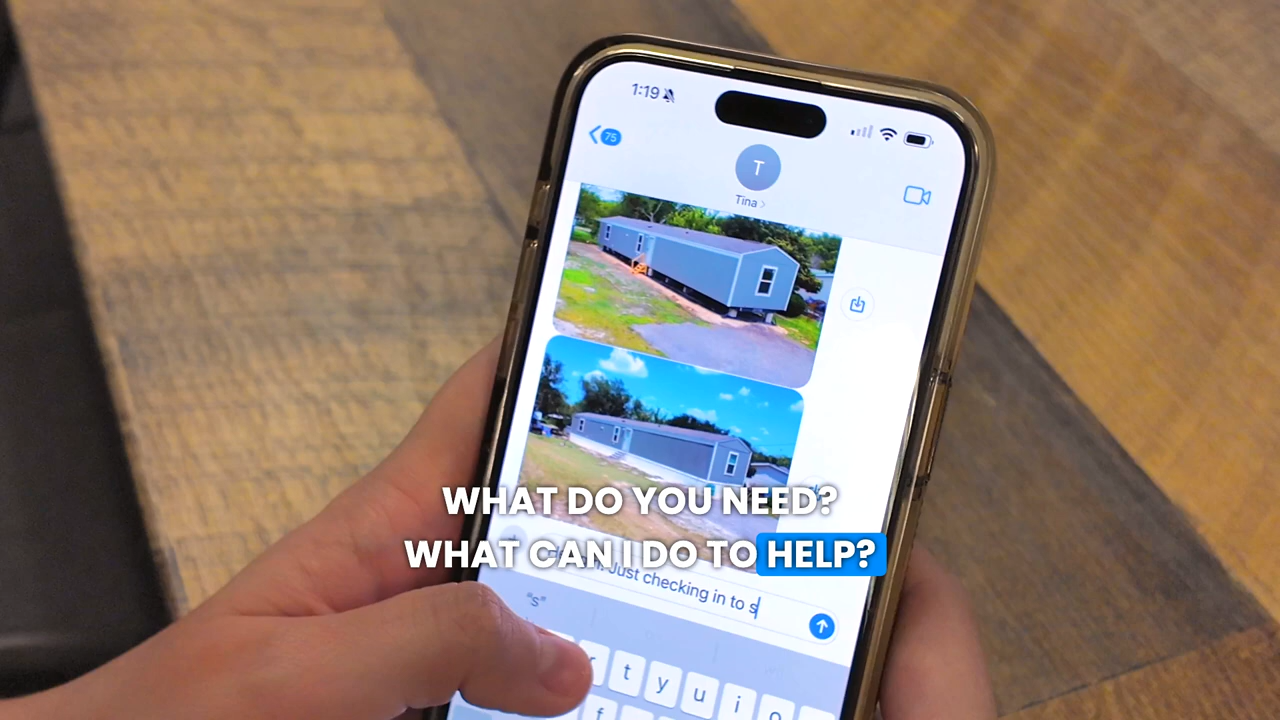 1:19
75
T
Tina
WHAT DO YOU NEED?
WHAT CAN I DO TO HELP?
Just checking in to s
"s"
r t y u i o
f